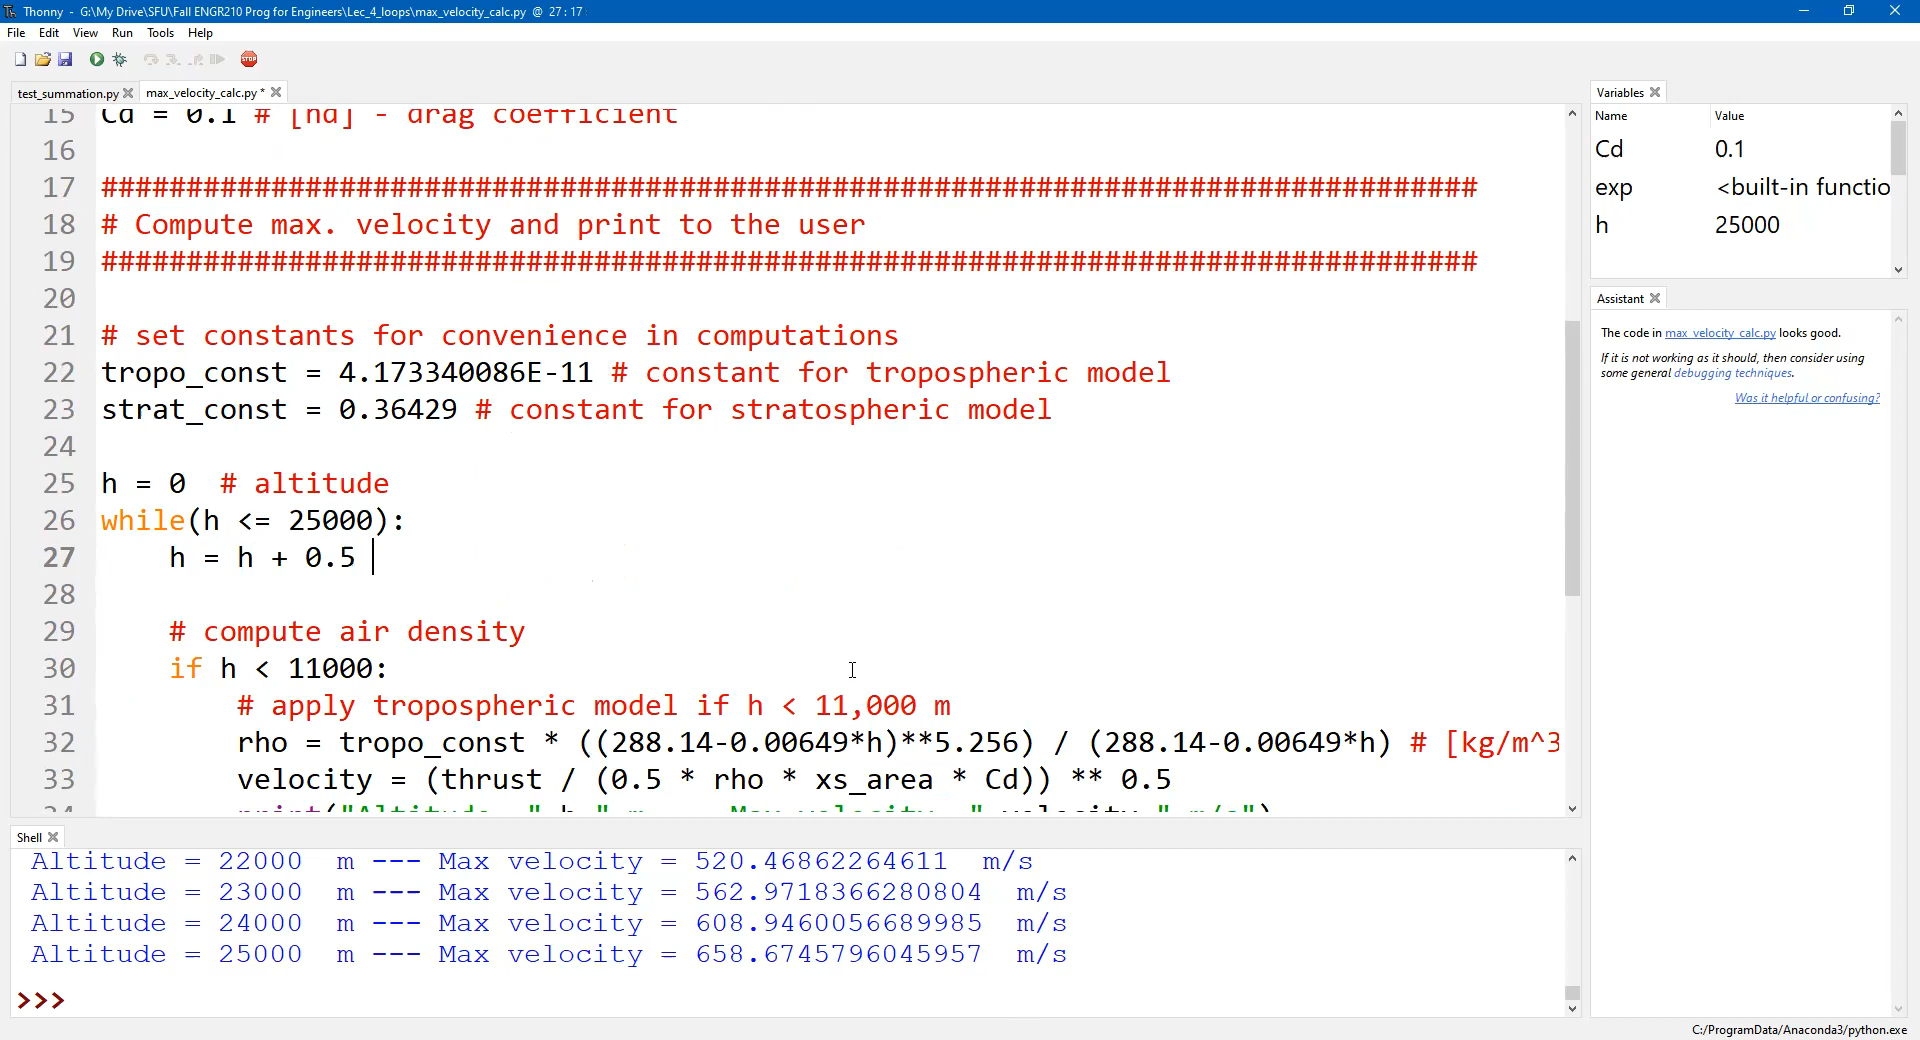 Thonny - G:\My Drive\SFU\Fall ENGR210 Prog for Engineers\Lec_4_loops\max_velocity_calc.py @ 27 : 17
File Edit View Run Tools Help
STOP
test_summation.py
max_velocity_calc.py *
15 Cd = 0.1 # [nd] - drag coefficient
16
17 #################################################################################
18 # Compute max. velocity and print to the user
19 #################################################################################
20
21 # set constants for convenience in computations
22 tropo_const = 4.173340086E-11 # constant for tropospheric model
23 strat_const = 0.36429 # constant for stratospheric model
24
25 h = 0  # altitude
26 while(h <= 25000):
27     h = h + 0.5
28
29     # compute air density
30     if h < 11000:
31         # apply tropospheric model if h < 11,000 m
32         rho = tropo_const * ((288.14-0.00649*h)**5.256) / (288.14-0.00649*h) # [kg/m^3
33         velocity = (thrust / (0.5 * rho * xs_area * Cd)) ** 0.5
Shell
Altitude = 22000  m --- Max velocity = 520.46862264611  m/s
Altitude = 23000  m --- Max velocity = 562.9718366280804  m/s
Altitude = 24000  m --- Max velocity = 608.9460056689985  m/s
Altitude = 25000  m --- Max velocity = 658.6745796045957  m/s
>>>
Variables
Name Value
Cd 0.1
exp <built-in functio
h 25000
Assistant
The code in max_velocity_calc.py looks good.
If it is not working as it should, then consider using
some general debugging techniques.
Was it helpful or confusing?
C:/ProgramData/Anaconda3/python.exe